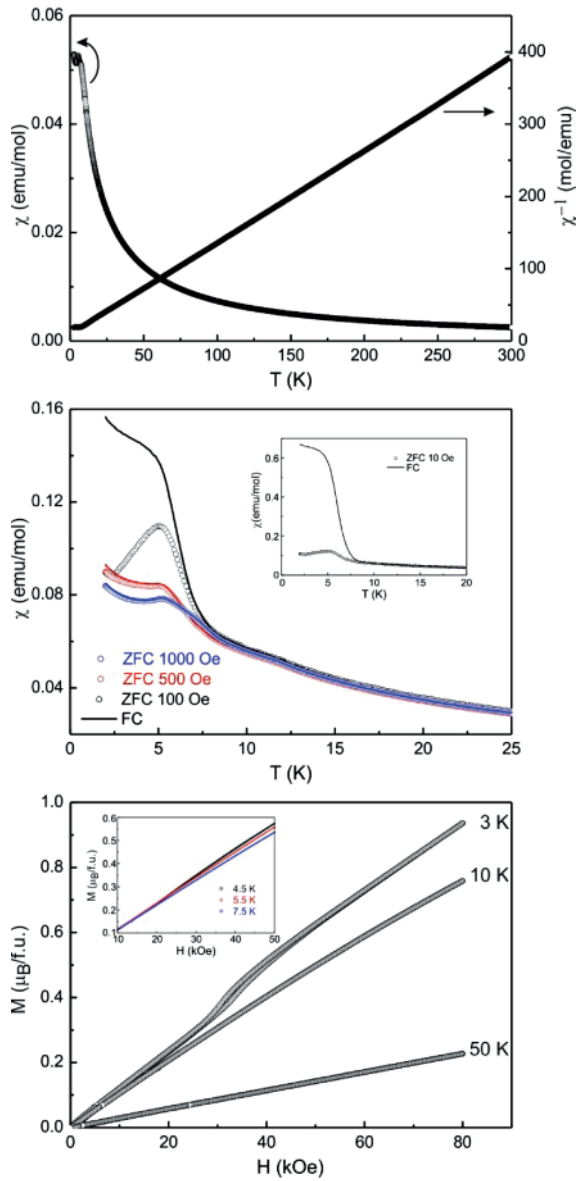 0.06
0.04
0.02
0.00
χ (emu/mol)
400
300
200
100
0
χ⁻¹ (mol/emu)
0 50 100 150 200 250 300
T (K)
0.16
0.12
0.08
0.04
χ (emu/mol)
ZFC 1000 Oe
ZFC 500 Oe
ZFC 100 Oe
FC
0 5 10 15 20 25
T (K)
0.6
0.4
0.2
0.0
χ(emu/mol)
ZFC 10 Oe
FC
0 5 10 15 20
T (K)
1.0
0.8
0.6
0.4
0.2
0.0
M (μB/f.u.)
3 K
10 K
50 K
0 20 40 60 80
H (kOe)
0.6
0.5
0.4
0.3
0.2
0.1
M (μB/f.u.)
4.5 K
5.5 K
7.5 K
10 20 30 40 50
H (kOe)